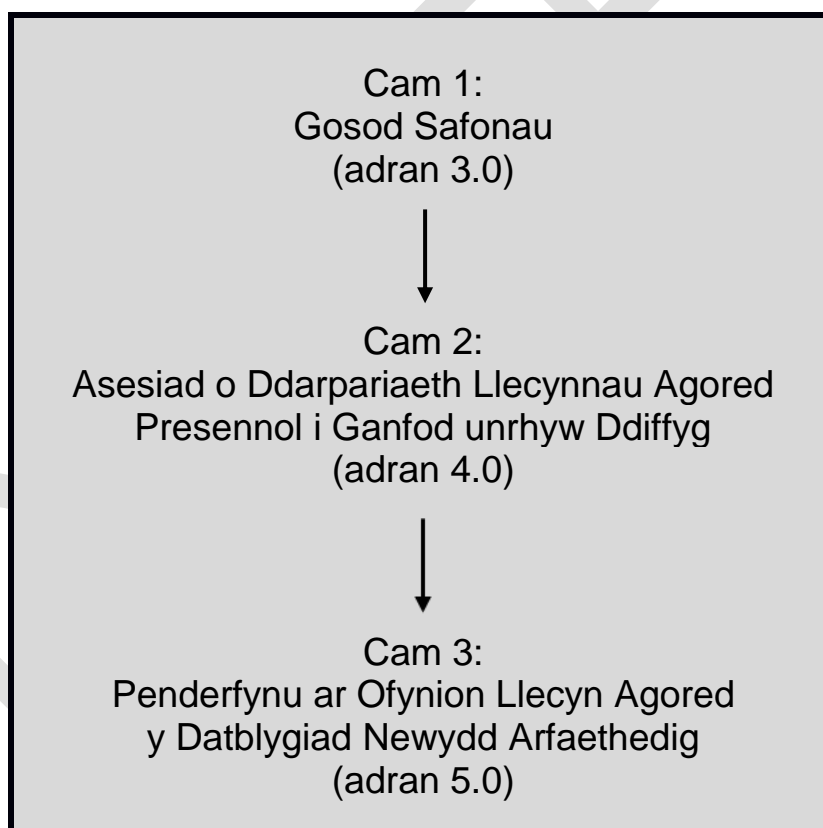 Cam 1:
Gosod Safonau
(adran 3.0)
Cam 2:
Asesiad o Ddarpariaeth Llecynnau Agored
Presennol i Ganfod unrhyw Ddiffyg
(adran 4.0)
Cam 3:
Penderfynu ar Ofynion Llecyn Agored
y Datblygiad Newydd Arfaethedig
(adran 5.0)